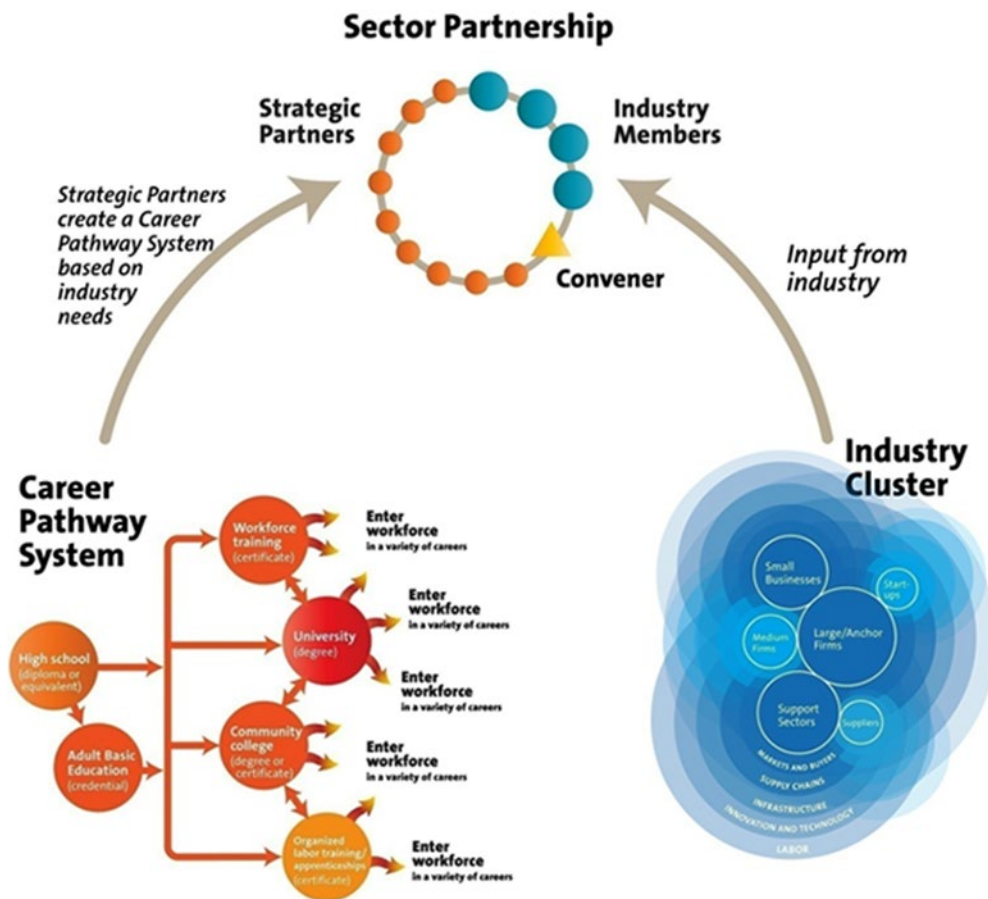 Sector Partnership
Strategic
Partners
Industry
Members
Convener
Strategic Partners
create a Career
Pathway System
based on
industry
needs
Input from
industry
Career
Pathway
System
High school
(diploma or
equivalent)
Adult Basic
Education
(credential)
Workforce
training
(certificate)
University
(degree)
Community
college
(degree or
certificate)
Organized
labor training/
apprenticeships
(certificate)
Enter
workforce
in a variety of careers
Enter
workforce
in a variety of careers
Enter
workforce
in a variety of careers
Enter
workforce
in a variety of careers
Enter
workforce
in a variety of careers
Industry
Cluster
Small
Businesses
Start-
ups
Medium
Firms
Large/Anchor
Firms
Support
Sectors
Suppliers
MARKETS AND BUYERS
SUPPLY CHAINS
INFRASTRUCTURE
INNOVATION AND TECHNOLOGY
LABOR